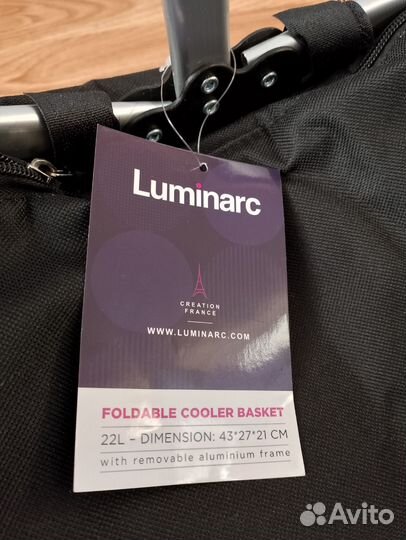 Luminarc
CREATION
FRANCE
WWW.LUMINARC.COM
FOLDABLE COOLER BASKET
22L – DIMENSION: 43*27*21 CM
with removable aluminium frame
Avito